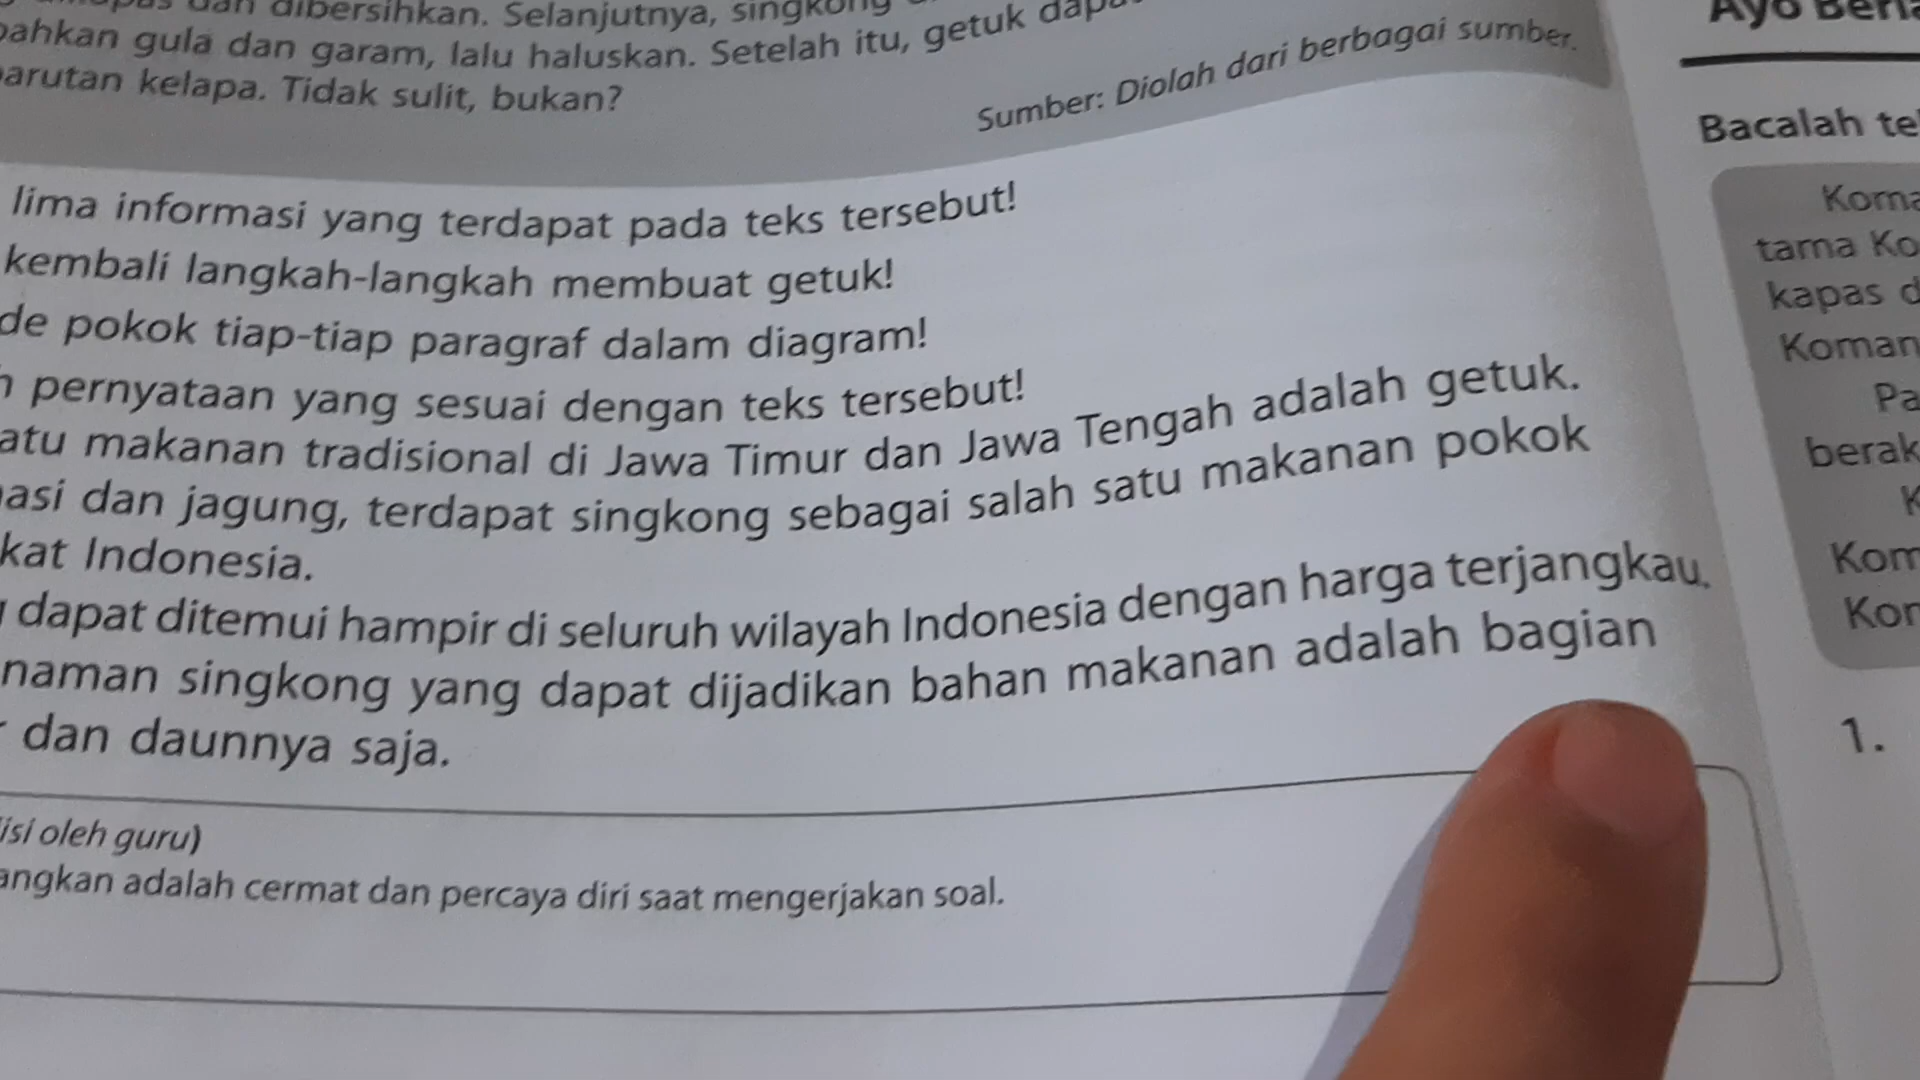 dan dibersihkan. Selanjutnya, singkong
bahkan gula dan garam, lalu haluskan. Setelah itu, getuk
parutan kelapa. Tidak sulit, bukan?
Sumber: Diolah dari berbagai sumber.
lima informasi yang terdapat pada teks tersebut!
kembali langkah-langkah membuat getuk!
de pokok tiap-tiap paragraf dalam diagram!
pernyataan yang sesuai dengan teks tersebut!
atu makanan tradisional di Jawa Timur dan Jawa Tengah adalah getuk.
asi dan jagung, terdapat singkong sebagai salah satu makanan pokok
kat Indonesia.
dapat ditemui hampir di seluruh wilayah Indonesia dengan harga terjangkau.
naman singkong yang dapat dijadikan bahan makanan adalah bagian
dan daunnya saja.
isi oleh guru)
angkan adalah cermat dan percaya diri saat mengerjakan soal.
Ayo
Bacalah
Koma
tama Ko
kapas d
Koman
Pa
berak
K
Kom
Kor
1.